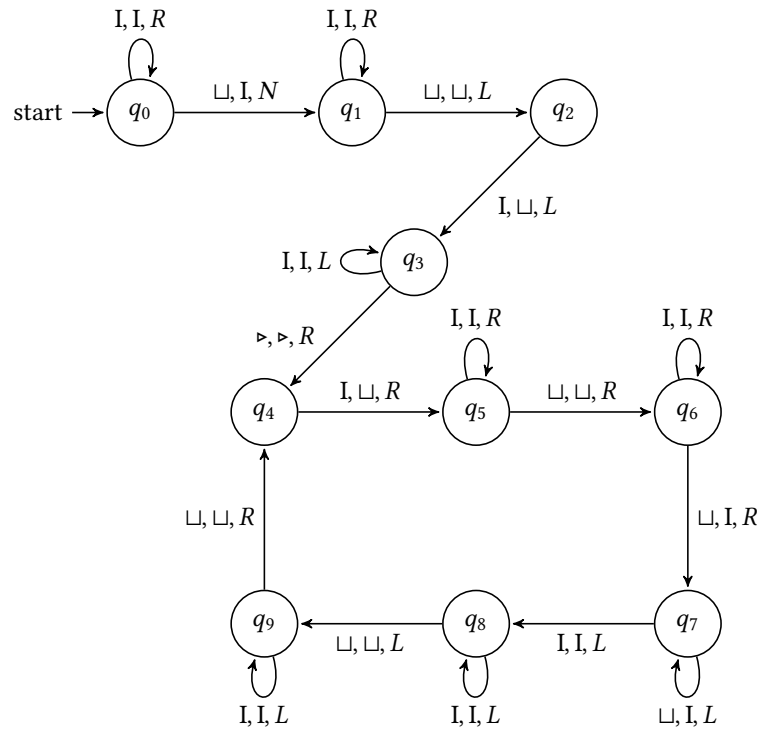 I, I, R I, I, R
⊔, I, N ⊔, ⊔, L
start q₀ q₁ q₂
I, ⊔, L
I, I, L q₃
▹, ▹, R I, I, R I, I, R
I, ⊔, R ⊔, ⊔, R
q₄ q₅ q₆
⊔, ⊔, R ⊔, I, R
q₉ q₈ q₇
⊔, ⊔, L I, I, L
I, I, L I, I, L ⊔, I, L